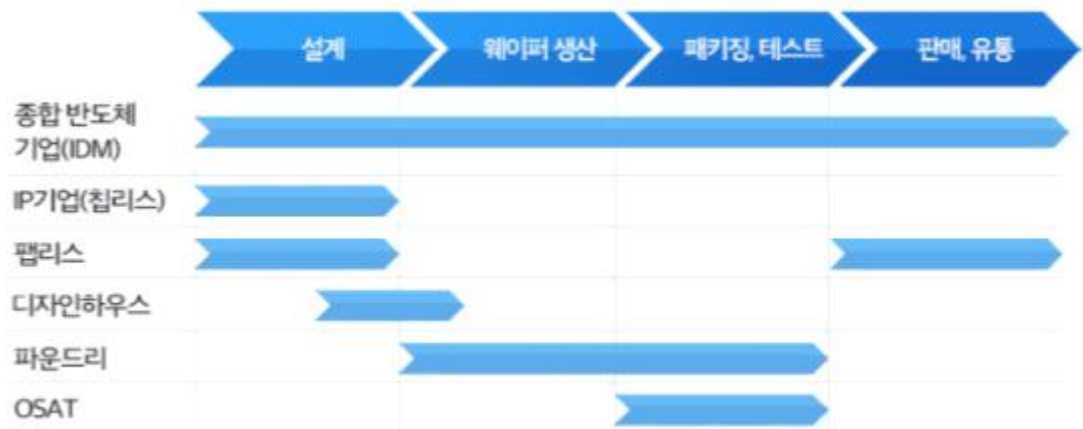 설계 웨이퍼 생산 패키징, 테스트 판매, 유통
종합 반도체
기업(IDM)
IP기업(칩리스)
팹리스
디자인하우스
파운드리
OSAT